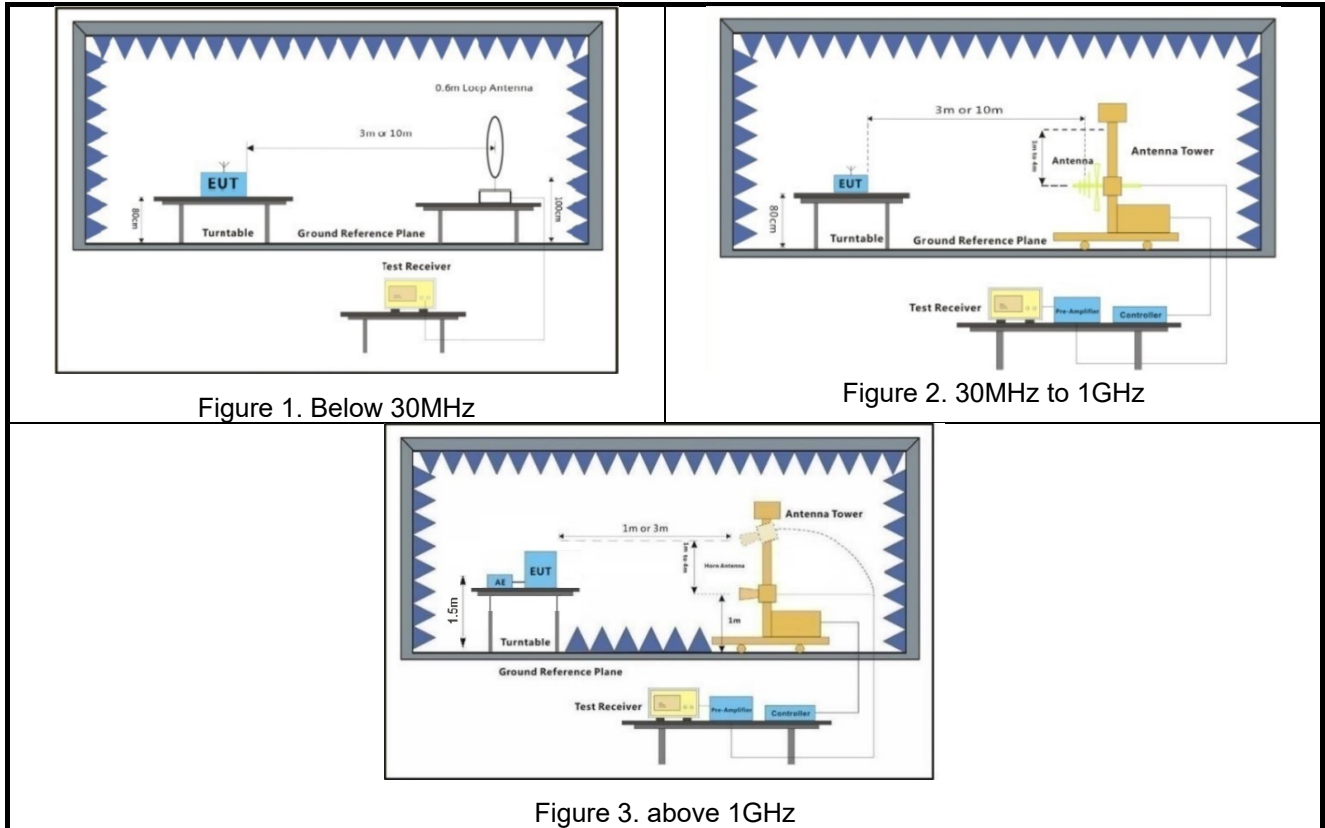 0.6m Loop Antenna
3m or 10m
EUT
80cm
100cm
Turntable
Ground Reference Plane
Test Receiver
Figure 1. Below 30MHz
3m or 10m
1m to 4m
Antenna
Antenna Tower
EUT
80cm
Turntable
Ground Reference Plane
Test Receiver
Pre-Amplifier
Controller
Figure 2. 30MHz to 1GHz
Antenna Tower
1m or 3m
1m to 4m
Horn Antenna
AE
EUT
1.5m
1m
Turntable
Ground Reference Plane
Test Receiver
Pre-Amplifier
Controller
Figure 3. above 1GHz